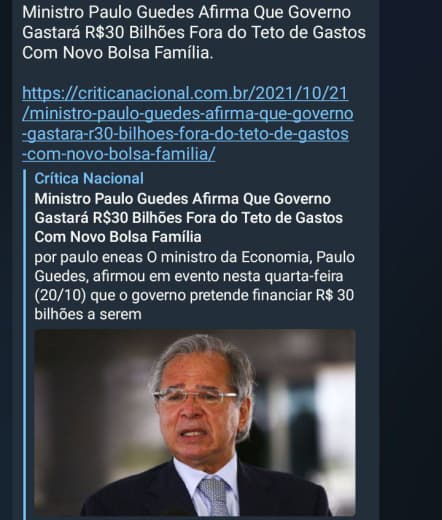 Ministro Paulo Guedes Afirma Que Governo
Gastará R$30 Bilhões Fora do Teto de Gastos
Com Novo Bolsa Família.
https://criticanacional.com.br/2021/10/21
/ministro-paulo-guedes-afirma-que-governo
-gastara-r30-bilhoes-fora-do-teto-de-gastos
-com-novo-bolsa-familia/
Crítica Nacional
Ministro Paulo Guedes Afirma Que Governo
Gastará R$30 Bilhões Fora do Teto de Gastos
Com Novo Bolsa Família
por paulo eneas O ministro da Economia, Paulo
Guedes, afirmou em evento nesta quarta-feira
(20/10) que o governo pretende financiar R$ 30
bilhões a serem